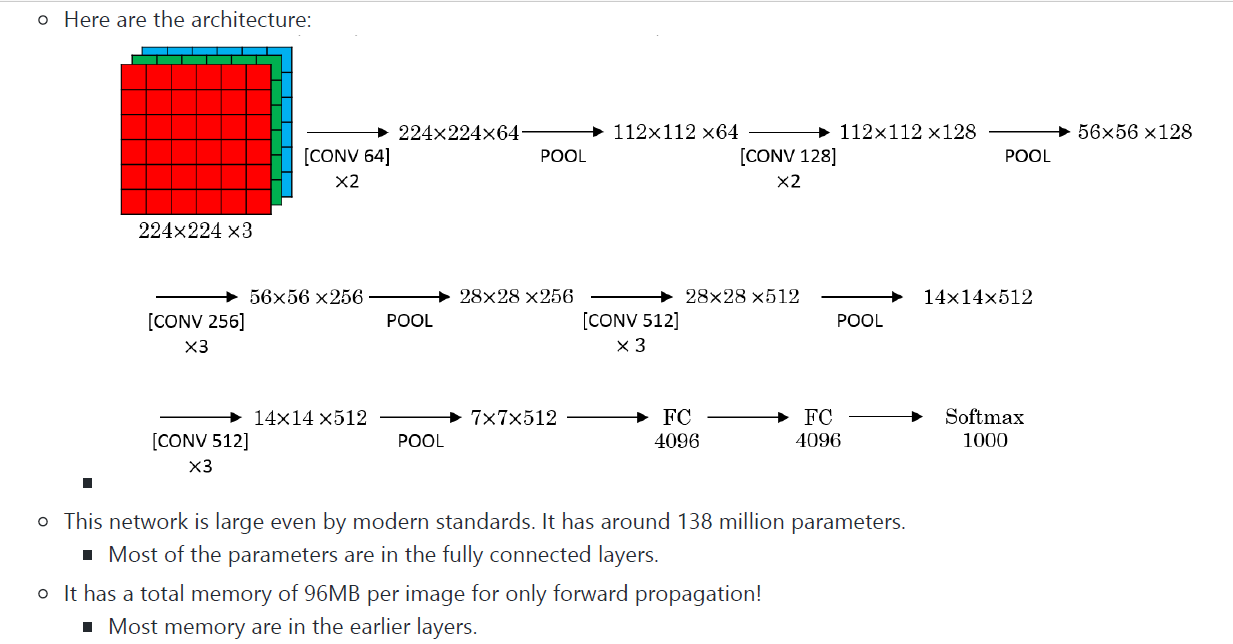 Here are the architecture:
224×224×64 112×112 ×64 112×112 ×128 56×56 ×128
[CONV 64] POOL [CONV 128] POOL
×2 ×2
224×224 ×3
56×56 ×256 28×28 ×256 28×28 ×512 14×14×512
[CONV 256] POOL [CONV 512] POOL
×3 × 3
14×14 ×512 7×7×512 FC FC Softmax
[CONV 512] POOL 4096 4096 1000
×3
This network is large even by modern standards. It has around 138 million parameters.
Most of the parameters are in the fully connected layers.
It has a total memory of 96MB per image for only forward propagation!
Most memory are in the earlier layers.